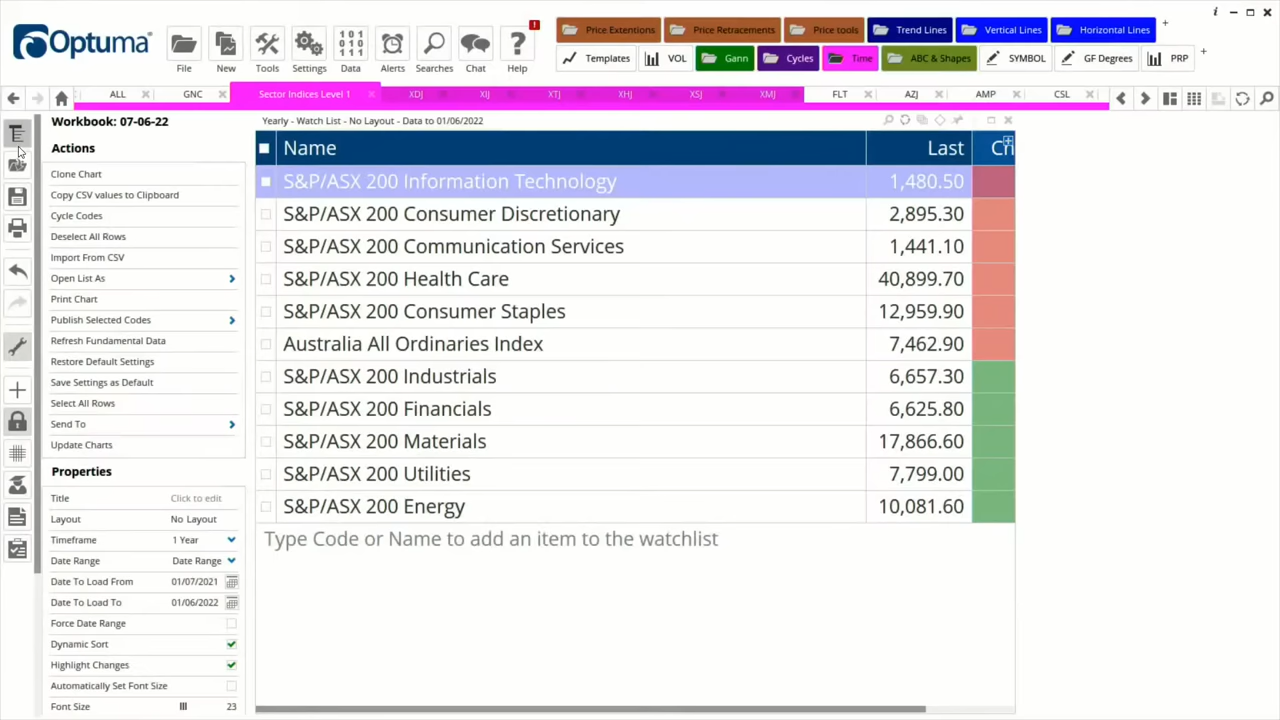 Optuma
File
New
Tools
Settings
Data
Alerts
Searches
Chat
Help
Price Extentions
Price Retracements
Price tools
Trend Lines
Vertical Lines
Horizontal Lines
Templates
VOL
Gann
Cycles
Time
ABC & Shapes
SYMBOL
GF Degrees
PRP
ALL
GNC
Sector Indices Level 1
XDJ
XIJ
XTJ
XHJ
XSJ
XMJ
FLT
AZJ
AMP
CSL
Workbook: 07-06-22
Actions
Clone Chart
Copy CSV values to Clipboard
Cycle Codes
Deselect All Rows
Import From CSV
Open List As
Print Chart
Publish Selected Codes
Refresh Fundamental Data
Restore Default Settings
Save Settings as Default
Select All Rows
Send To
Update Charts
Properties
Title Click to edit
Layout No Layout
Timeframe 1 Year
Date Range Date Range
Date To Load From 01/07/2021
Date To Load To 01/06/2022
Force Date Range
Dynamic Sort
Highlight Changes
Automatically Set Font Size
Font Size 23
Yearly - Watch List - No Layout - Data to 01/06/2022
Name Last
S&P/ASX 200 Information Technology 1,480.50
S&P/ASX 200 Consumer Discretionary 2,895.30
S&P/ASX 200 Communication Services 1,441.10
S&P/ASX 200 Health Care 40,899.70
S&P/ASX 200 Consumer Staples 12,959.90
Australia All Ordinaries Index 7,462.90
S&P/ASX 200 Industrials 6,657.30
S&P/ASX 200 Financials 6,625.80
S&P/ASX 200 Materials 17,866.60
S&P/ASX 200 Utilities 7,799.00
S&P/ASX 200 Energy 10,081.60
Type Code or Name to add an item to the watchlist